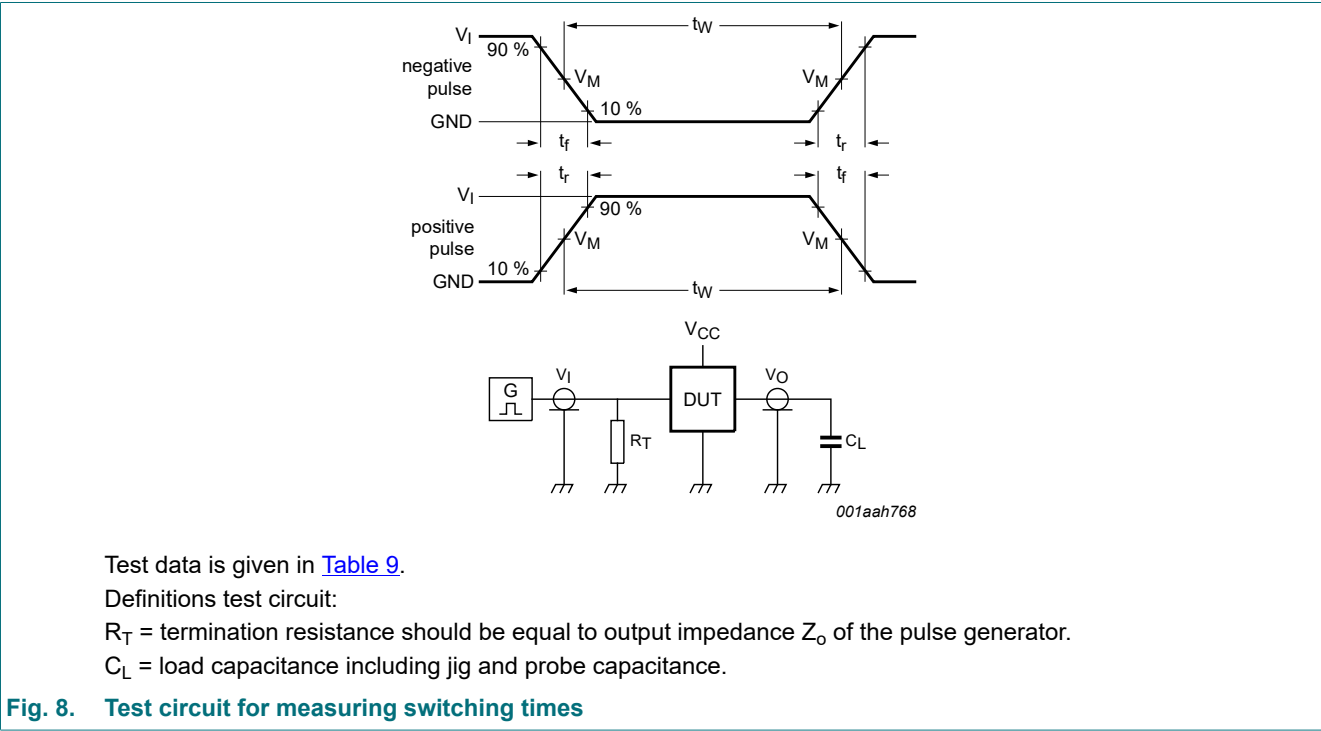 tW
VI
90 %
negative
pulse
VM
VM
10 %
GND
tf
tr
tr
tf
VI
90 %
positive
pulse
VM
VM
10 %
GND
tW
VCC
G
VI
DUT
VO
RT
CL
001aah768
Test data is given in Table 9.
Definitions test circuit:
RT = termination resistance should be equal to output impedance Zo of the pulse generator.
CL = load capacitance including jig and probe capacitance.
Fig. 8. Test circuit for measuring switching times